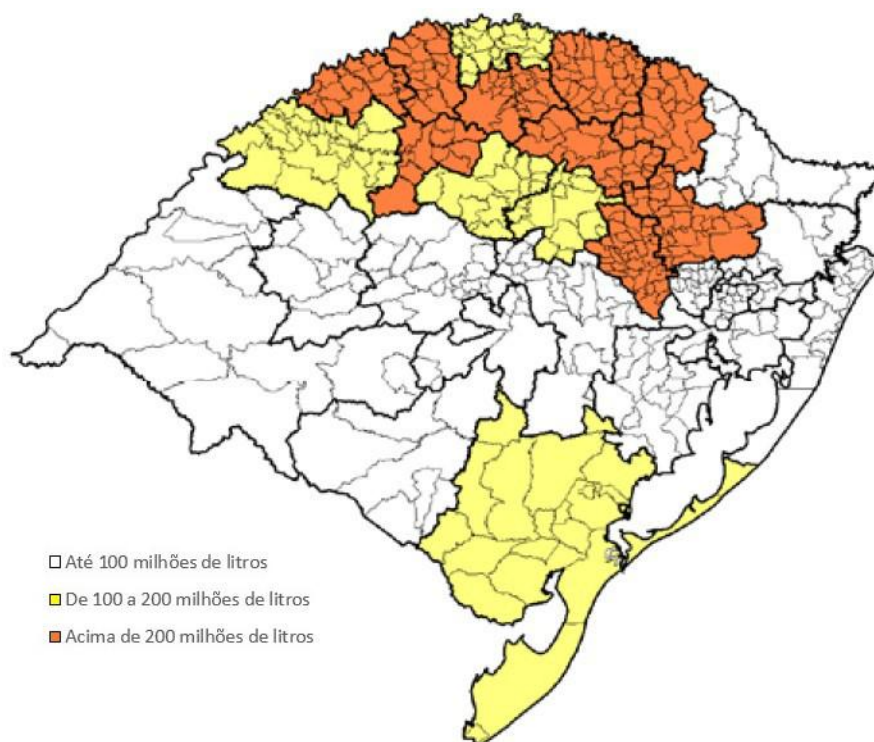 Até 100 milhões de litros
De 100 a 200 milhões de litros
Acima de 200 milhões de litros